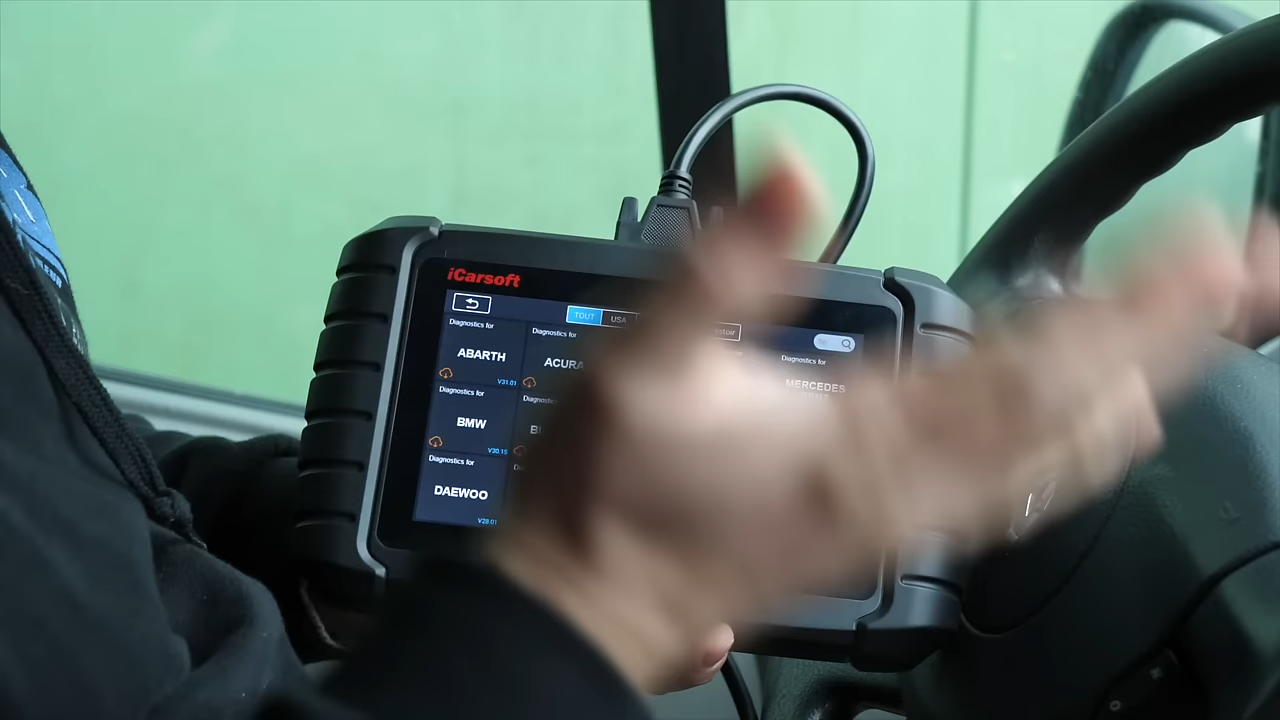 iCarsoft
TOUT USA
Diagnostics for
ABARTH
V31.01
Diagnostics for
ACURA
Diagnostics for
MERCEDES
Diagnostics for
BMW
V30.15
Diagnostics for
DAEWOO
V28.01